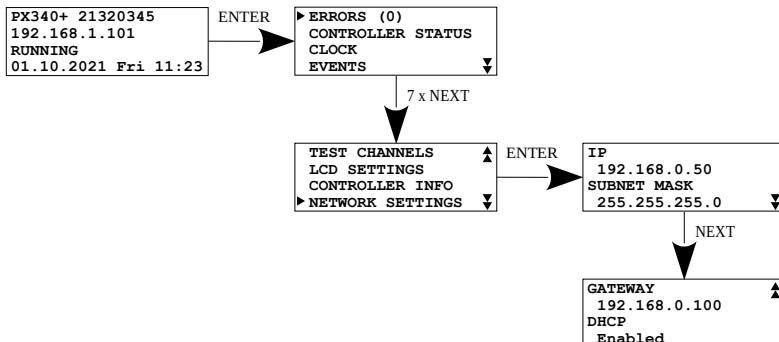 PX340+ 21320345
192.168.1.101
RUNNING
01.10.2021 Fri 11:23
ENTER
ERRORS (0)
CONTROLLER STATUS
CLOCK
EVENTS
7 x NEXT
TEST CHANNELS
LCD SETTINGS
CONTROLLER INFO
NETWORK SETTINGS
ENTER
IP
192.168.0.50
SUBNET MASK
255.255.255.0
NEXT
GATEWAY
192.168.0.100
DHCP
Enabled